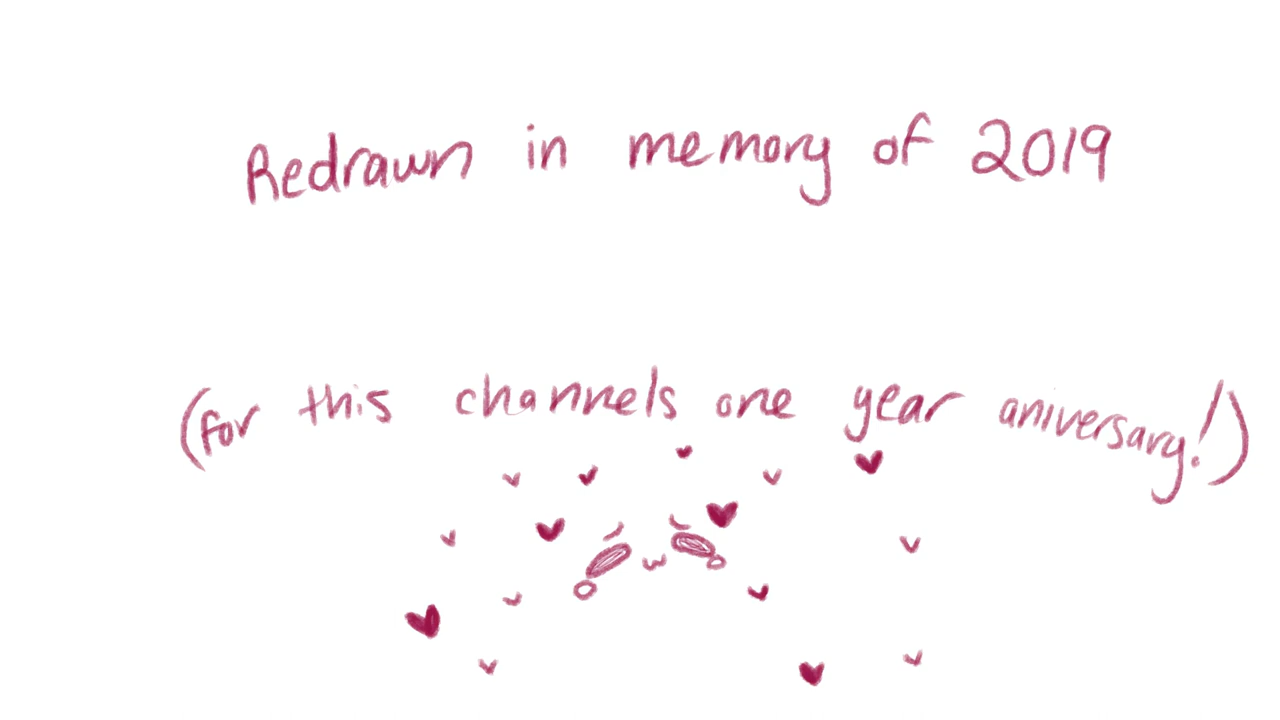 Redrawn in memory of 2019
(for this channels one year aniversary!)